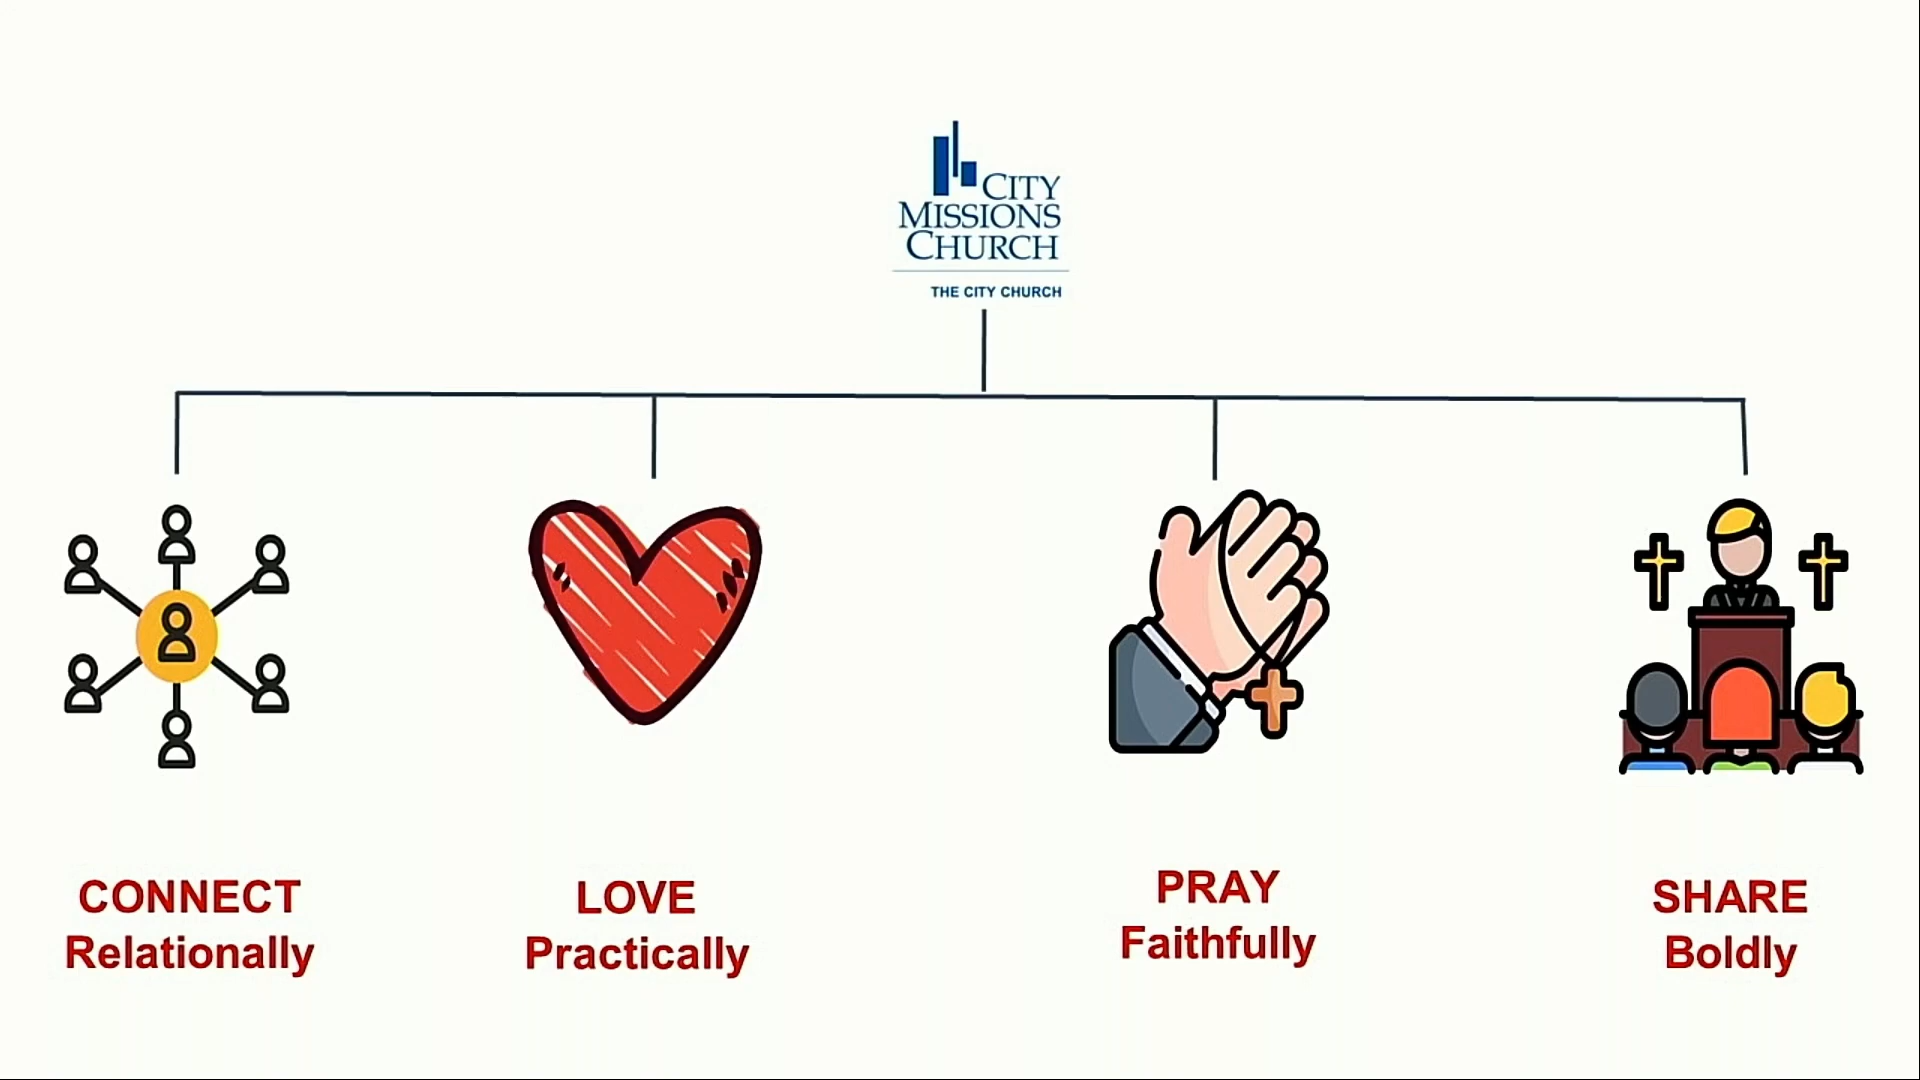 CITY
MISSIONS
CHURCH
THE CITY CHURCH
CONNECT
Relationally
LOVE
Practically
PRAY
Faithfully
SHARE
Boldly